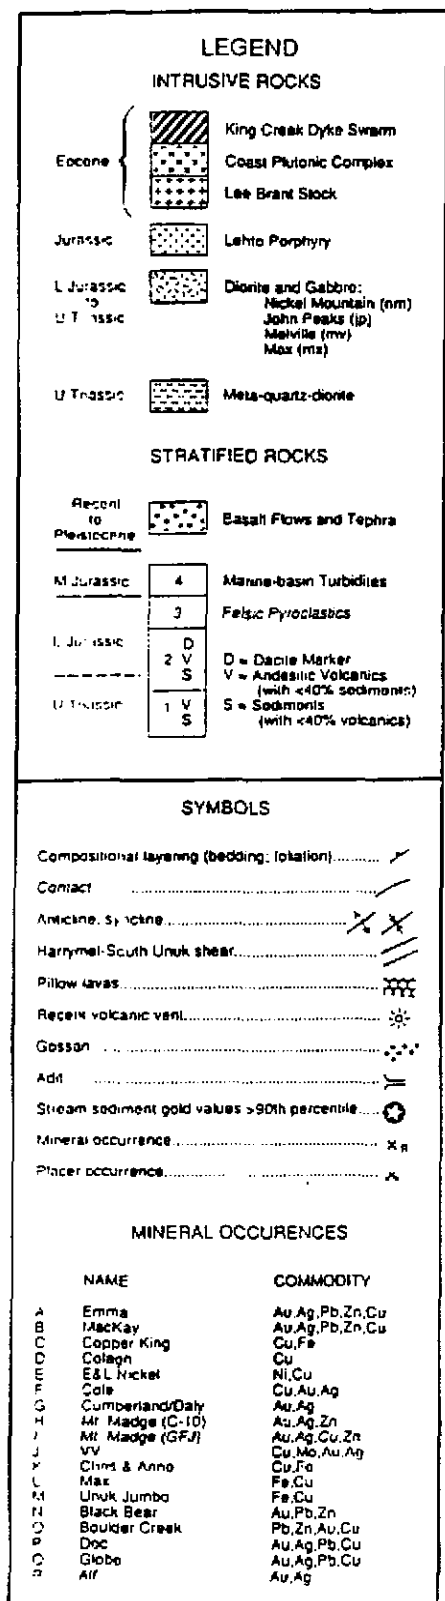 LEGEND
INTRUSIVE ROCKS
Eocene
King Creek Dyke Swarm
Coast Plutonic Complex
Lee Brant Stock
Jurassic Lehto Porphyry
L Jurassic to U Triassic
Diorite and Gabbro:
Nickel Mountain (nm)
John Peaks (jp)
Melville (mv)
Max (mx)
U Triassic Meta-quartz-diorite
STRATIFIED ROCKS
Recent to Pleistocene
Basalt Flows and Tephra
M Jurassic 4 Marine-basin Turbidites
3 Felsic Pyroclastics
L Jurassic
2 D V S
D = Dacite Marker
V = Andesitic Volcanics
(with <40% sediments)
U Triassic
1 V S
S = Sediments
(with <40% volcanics)
SYMBOLS
Compositional layering (bedding; foliation)
Contact
Anticline, syncline
Harrymel-South Unuk shear
Pillow lavas
Recent volcanic vent
Gossan
Adit
Stream sediment gold values >90th percentile
Mineral occurrence x R
Placer occurrence x
MINERAL OCCURENCES
NAME COMMODITY
A Emma Au,Ag,Pb,Zn,Cu
B MacKay Au,Ag,Pb,Zn,Cu
C Copper King Cu,Fe
D Colagh Cu
E E&L Nickel Ni,Cu
F Cole Cu,Au,Ag
G Cumberland/Daly Au,Ag
H Mt. Madge (C-10) Au,Ag,Zn
I Mt. Madge (GFJ) Au,Ag,Cu,Zn
J VV Cu,Mo,Au,Ag
K Chris & Anne Cu,Fe
L Max Fe,Cu
M Unuk Jumbo Fe,Cu
N Black Bear Au,Pb,Zn
O Boulder Creek Pb,Zn,Au,Cu
P Doc Au,Ag,Pb,Cu
Q Globe Au,Ag,Pb,Cu
R Alf Au,Ag